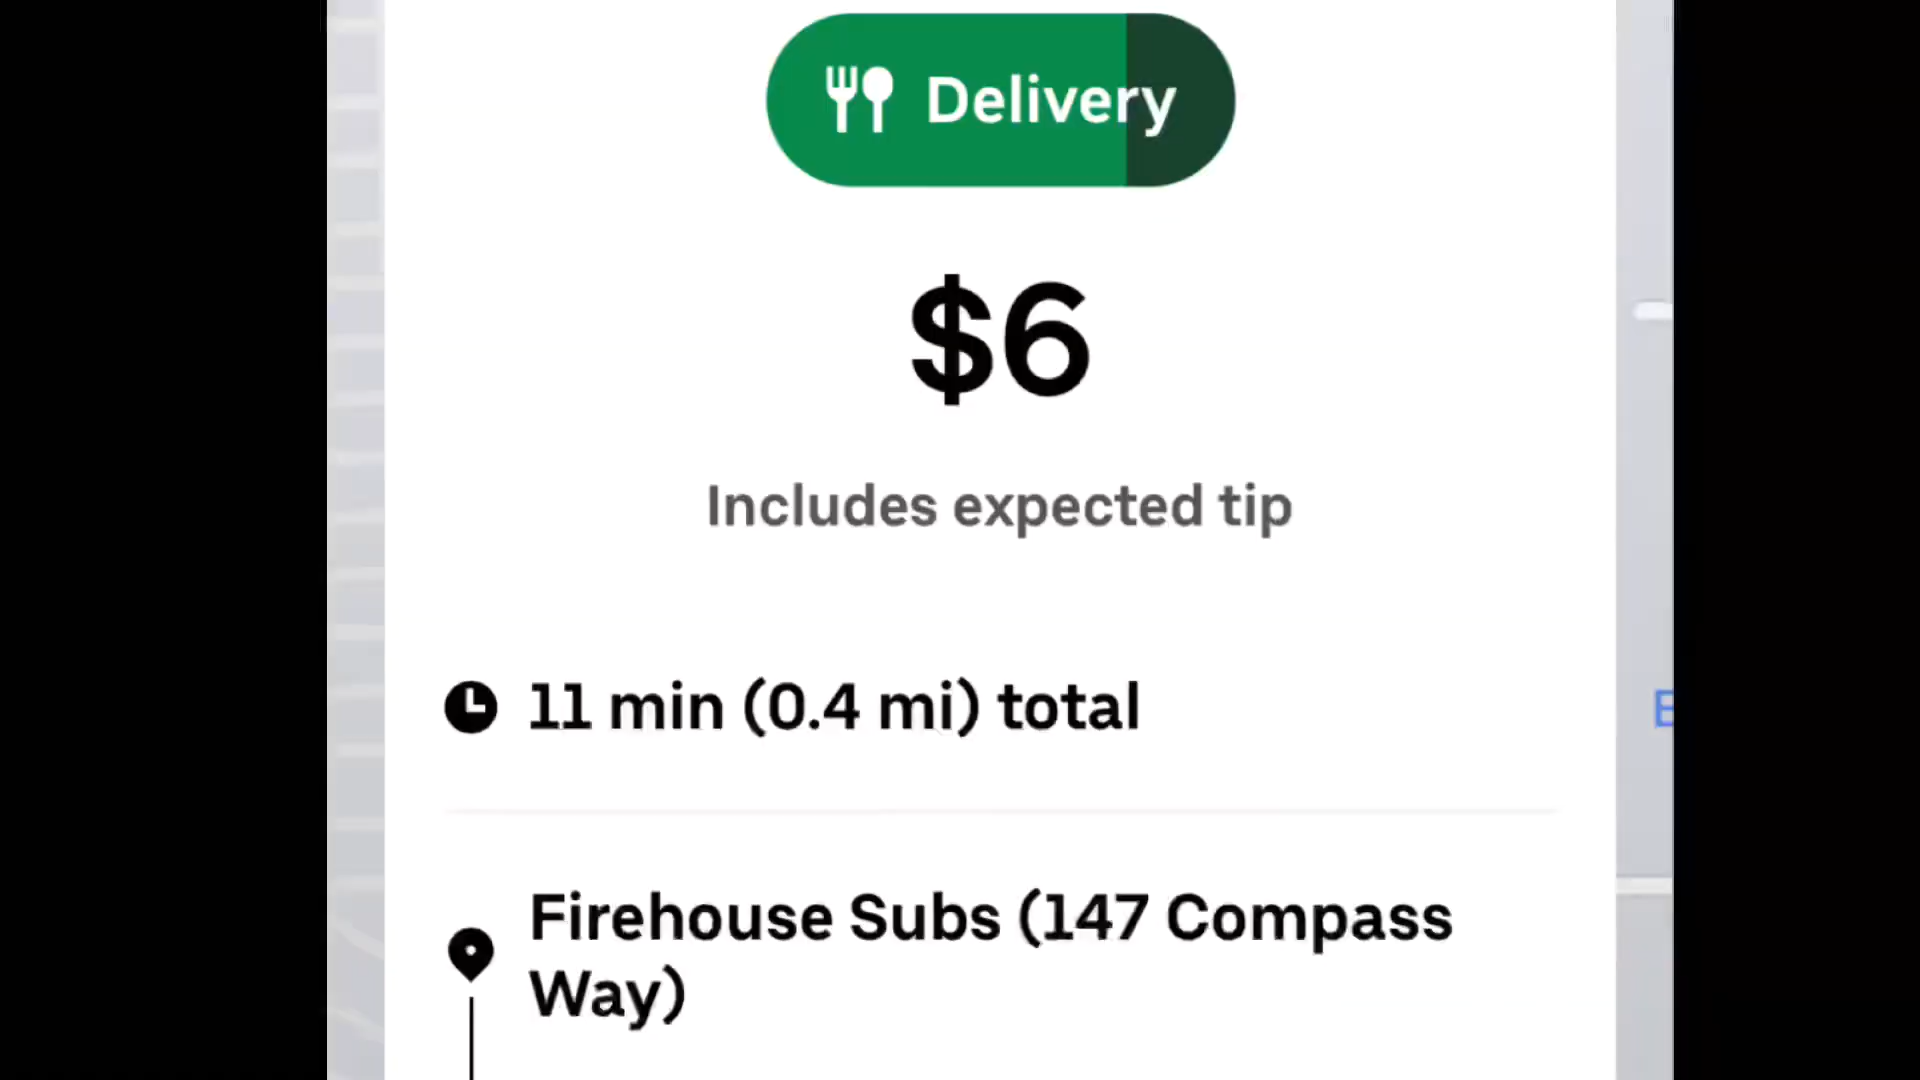 Delivery
$6
Includes expected tip
11 min (0.4 mi) total
Firehouse Subs (147 Compass
Way)